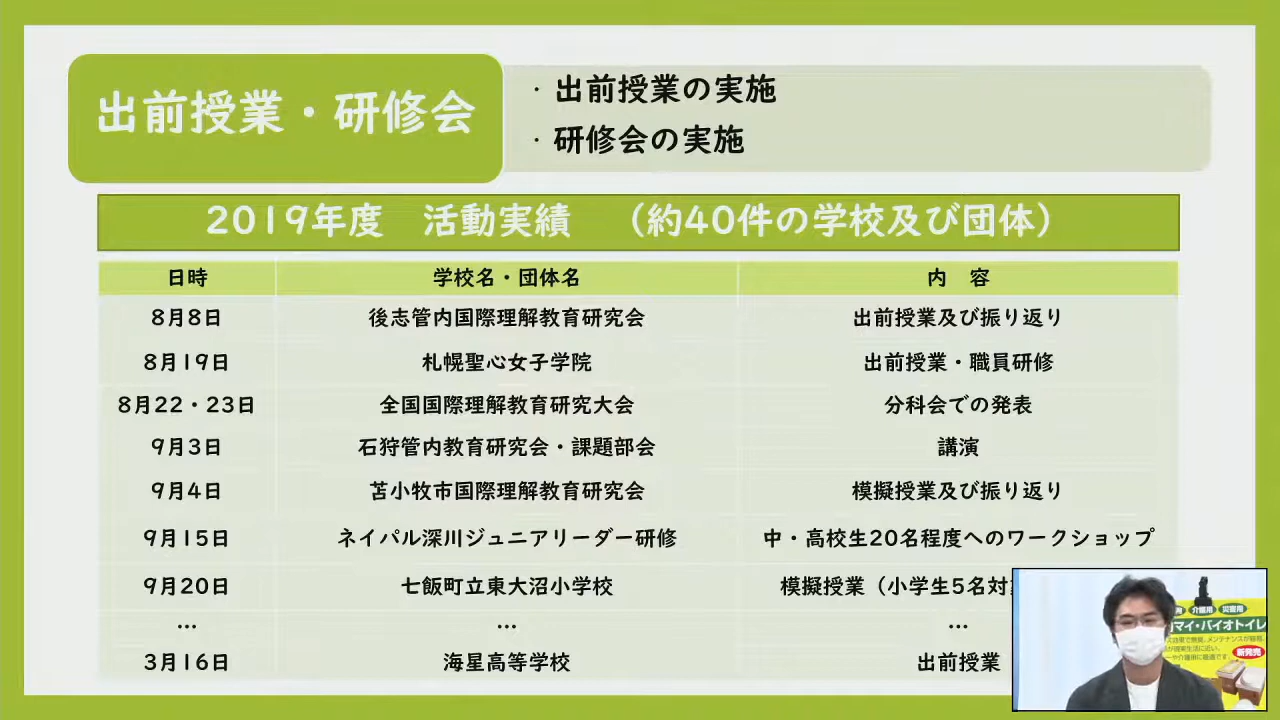 出前授業・研修会
・出前授業の実施
・研修会の実施
2019年度　活動実績　（約40件の学校及び団体）
日時　学校名・団体名　内　容
8月8日　後志管内国際理解教育研究会　出前授業及び振り返り
8月19日　札幌聖心女子学院　出前授業・職員研修
8月22・23日　全国国際理解教育研究大会　分科会での発表
9月3日　石狩管内教育研究会・課題部会　講演
9月4日　苫小牧市国際理解教育研究会　模擬授業及び振り返り
9月15日　ネイパル深川ジュニアリーダー研修　中・高校生20名程度へのワークショップ
9月20日　七飯町立東大沼小学校　模擬授業（小学生5名対
…　…　…
3月16日　海星高等学校　出前授業
介護用　災害用
マイ・バイオトイレ
新発売